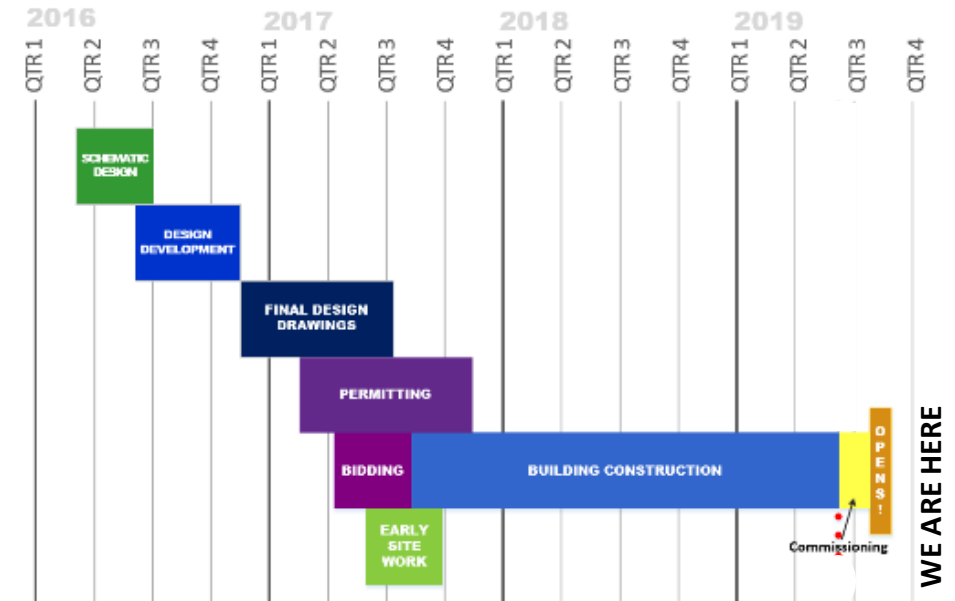 2016
2017
2018
2019
QTR 1
QTR 2
QTR 3
QTR 4
QTR 1
QTR 2
QTR 3
QTR 4
QTR 1
QTR 2
QTR 3
QTR 4
QTR 1
QTR 2
QTR 3
QTR 4
SCHEMATIC
DESIGN
DESIGN
DEVELOPMENT
FINAL DESIGN
DRAWINGS
PERMITTING
BIDDING
BUILDING CONSTRUCTION
OPENS!
EARLY
SITE
WORK
Commissioning
WE ARE HERE